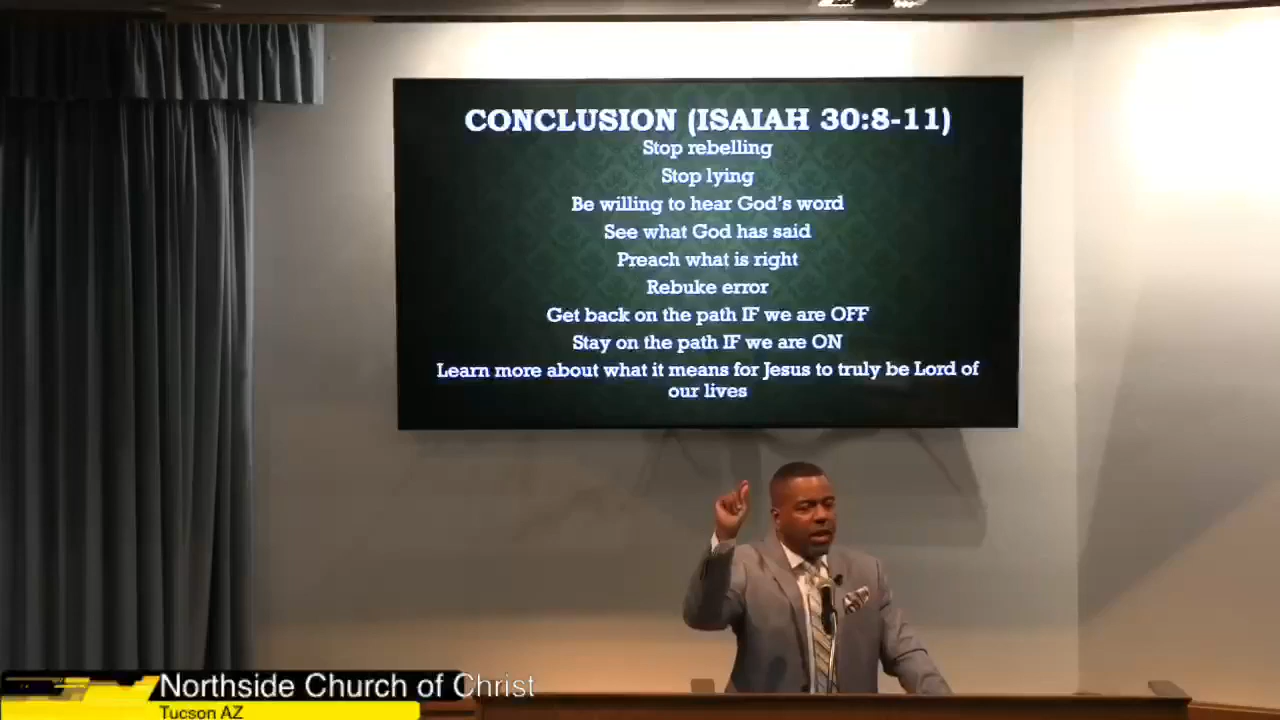 CONCLUSION (ISAIAH 30:8-11)
Stop rebelling
Stop lying
Be willing to hear God's word
See what God has said
Preach what is right
Rebuke error
Get back on the path IF we are OFF
Stay on the path IF we are ON
Learn more about what it means for Jesus to truly be Lord of
our lives
Northside Church of Christ
Tucson AZ